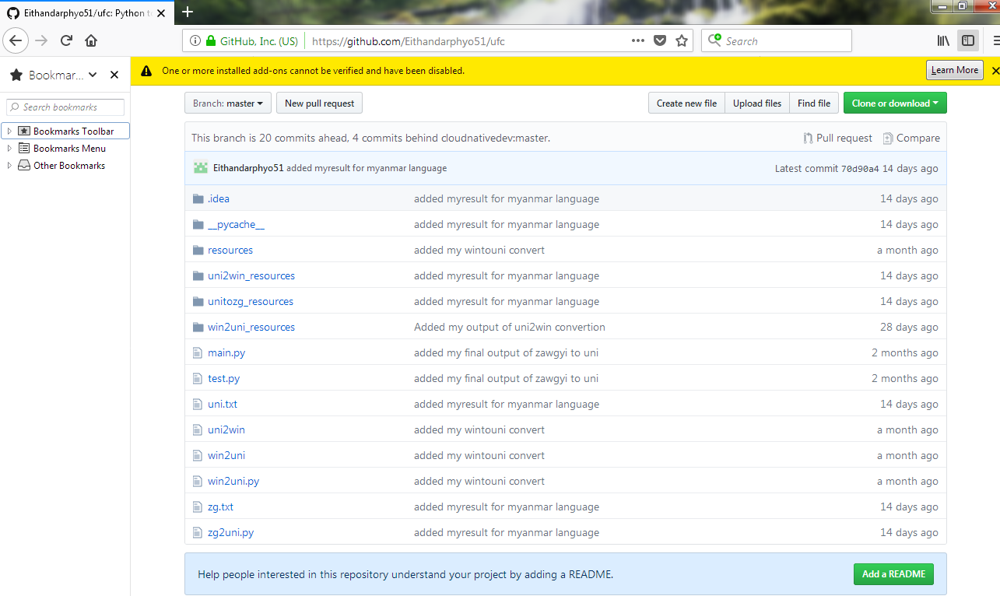 Eithandarphyo51/ufc: Python t
GitHub, Inc. (US) https://github.com/Eithandarphyo51/ufc Search
Bookmar...
One or more installed add-ons cannot be verified and have been disabled. Learn More
Search bookmarks
Bookmarks Toolbar
Bookmarks Menu
Other Bookmarks
Branch: master New pull request Create new file Upload files Find file Clone or download
This branch is 20 commits ahead, 4 commits behind cloudnativedev:master. Pull request Compare
Eithandarphyo51 added myresult for myanmar language Latest commit 70d90a4 14 days ago
.idea added myresult for myanmar language 14 days ago
__pycache__ added myresult for myanmar language 14 days ago
resources added my wintouni convert a month ago
uni2win_resources added myresult for myanmar language 14 days ago
unitozg_resources added myresult for myanmar language 14 days ago
win2uni_resources Added my output of uni2win convertion 28 days ago
main.py added my final output of zawgyi to uni 2 months ago
test.py added my final output of zawgyi to uni 2 months ago
uni.txt added myresult for myanmar language 14 days ago
uni2win added my wintouni convert a month ago
win2uni added my wintouni convert a month ago
win2uni.py added my wintouni convert a month ago
zg.txt added myresult for myanmar language 14 days ago
zg2uni.py added myresult for myanmar language 14 days ago
Help people interested in this repository understand your project by adding a README. Add a README